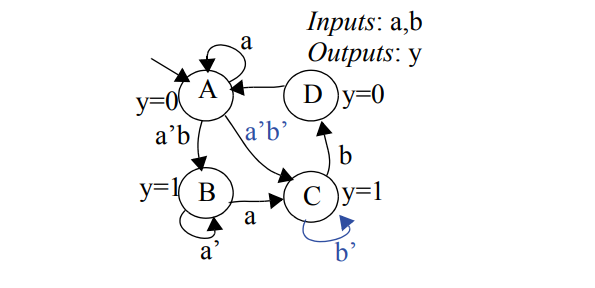 Inputs: a,b
Outputs: y
a
A
D
y=0
y=0
a’b
a’b’
b
y=1
B
C
y=1
a
a’
b’